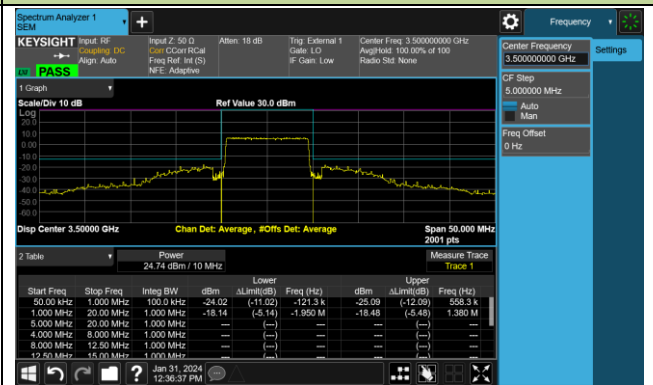 Spectrum Analyzer 1
SEM
+
Frequency
KEYSIGHT
Input: RF
Coupling: DC
Align: Auto
Input Z: 50 Ω
Corr CCorr RCal
Freq Ref: Int (S)
NFE: Adaptive
Atten: 18 dB
Trig: External 1
Gate: LO
IF Gain: Low
Center Freq: 3.500000000 GHz
Avg|Hold: 100.00% of 100
Radio Std: None
PASS
Center Frequency
3.500000000 GHz
Settings
CF Step
5.000000 MHz
Auto
Man
Freq Offset
0 Hz
1 Graph
Scale/Div 10 dB
Ref Value 30.0 dBm
Log
20.0
10.0
0.00
-10.0
-20.0
-30.0
-40.0
-50.0
-60.0
Disp Center 3.50000 GHz
Chan Det: Average, #Offs Det: Average
Span 50.000 MHz
2001 pts
2 Table
Power
24.74 dBm / 10 MHz
Measure Trace
Trace 1
Lower Upper
Start Freq Stop Freq Integ BW dBm ΔLimit(dB) Freq (Hz) dBm ΔLimit(dB) Freq (Hz)
50.00 kHz 1.000 MHz 100.0 kHz -24.02 (-11.02) -121.3 k -25.09 (-12.09) 558.3 k
1.000 MHz 20.00 MHz 1.000 MHz -18.14 (-5.14) -1.950 M -18.48 (-5.48) 1.380 M
5.000 MHz 20.00 MHz 1.000 MHz --- (---) --- --- (---) ---
4.000 MHz 8.000 MHz 1.000 MHz --- (---) --- --- (---) ---
8.000 MHz 12.50 MHz 1.000 MHz --- (---) --- --- (---) ---
12.50 MHz 15.00 MHz 1.000 MHz --- (---) --- --- (---) ---
?
Jan 31, 2024
12:36:37 PM